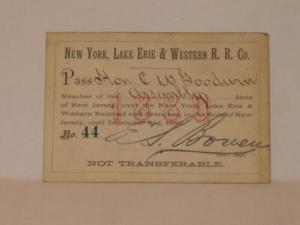 New York, Lake Erie & Western R. R. Co.
Pass Hon. C W Goodwin
Member of the Assembly State
of New Jersey, over the New York, Lake Erie &
Western Railroad and Branches, in the State of New
Jersey, until December 31st, 1880
1880
No. 44 E. S. Bowen
NOT TRANSFERABLE.